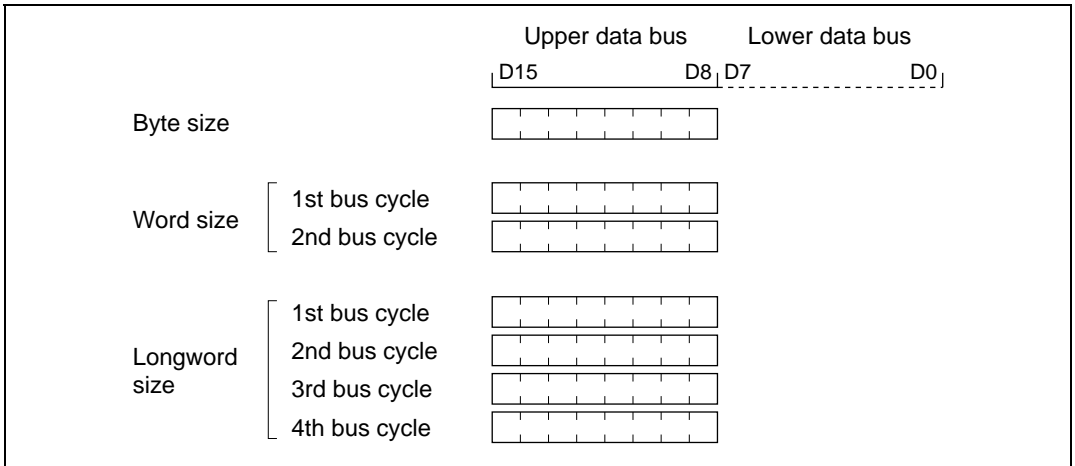 Upper data bus Lower data bus
D15 D8 D7 D0
Byte size
Word size
1st bus cycle
2nd bus cycle
Longword
size
1st bus cycle
2nd bus cycle
3rd bus cycle
4th bus cycle